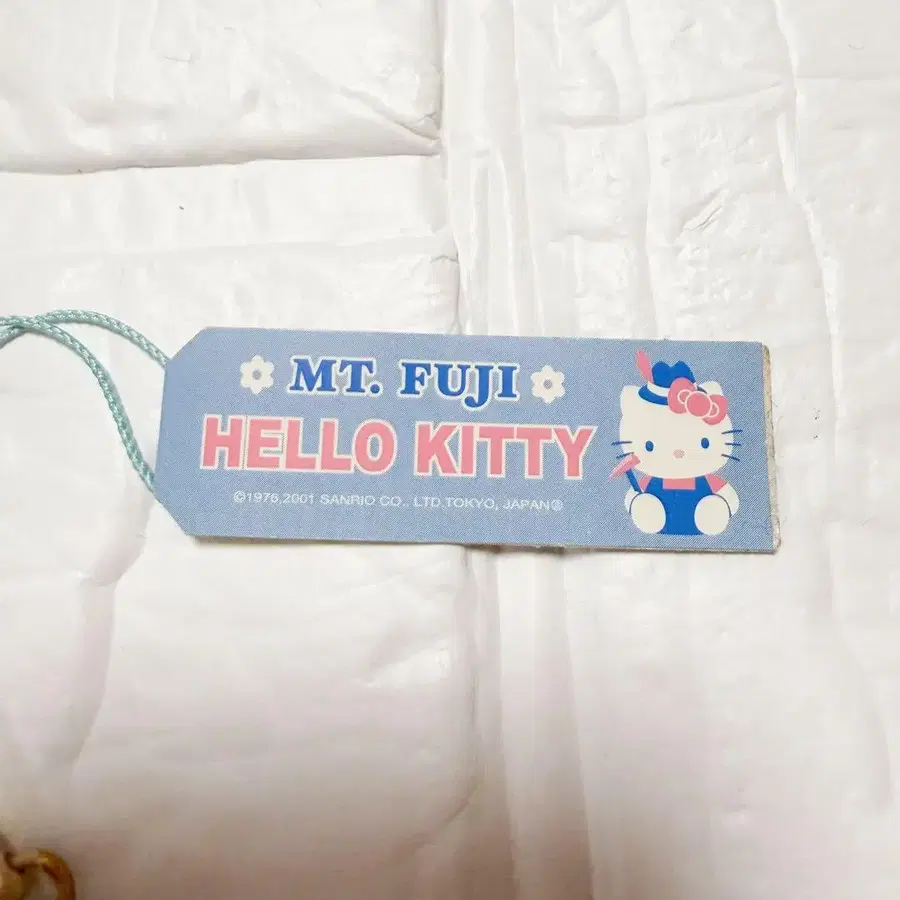 MT. FUJI
HELLO KITTY
©1976,2001 SANRIO CO., LTD.TOKYO, JAPAN®